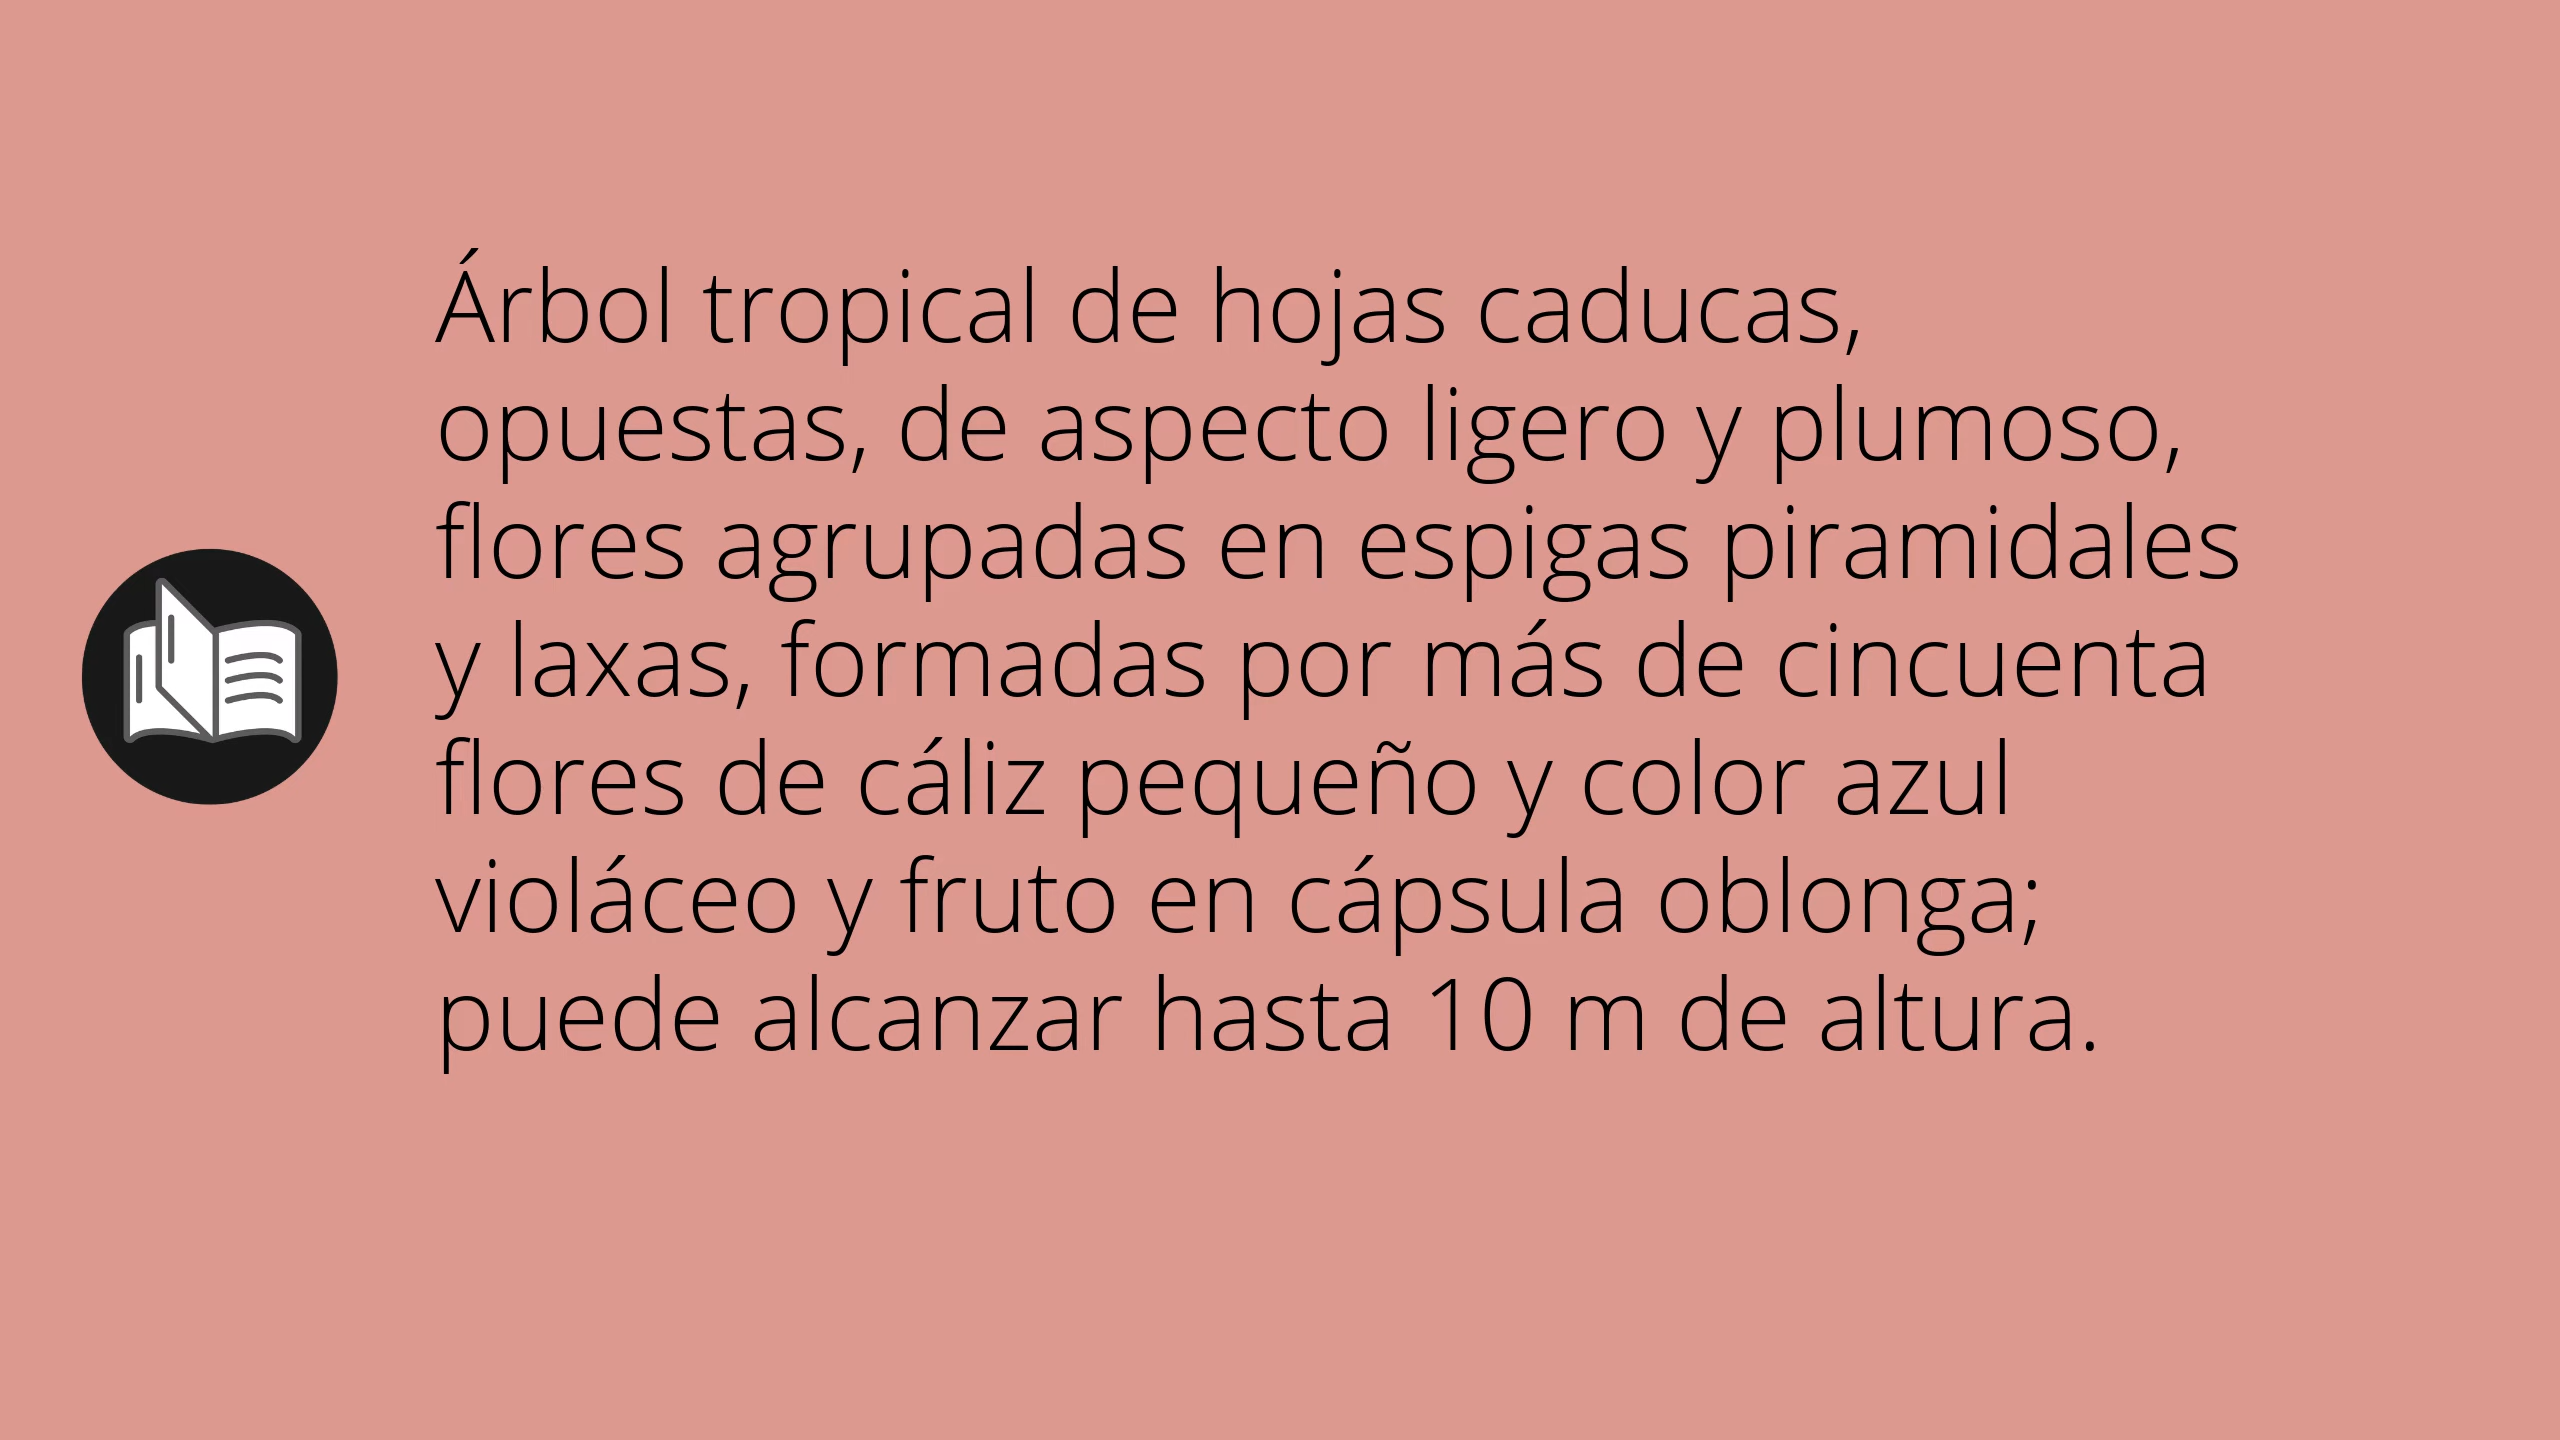 Árbol tropical de hojas caducas,
opuestas, de aspecto ligero y plumoso,
flores agrupadas en espigas piramidales
y laxas, formadas por más de cincuenta
flores de cáliz pequeño y color azul
violáceo y fruto en cápsula oblonga;
puede alcanzar hasta 10 m de altura.